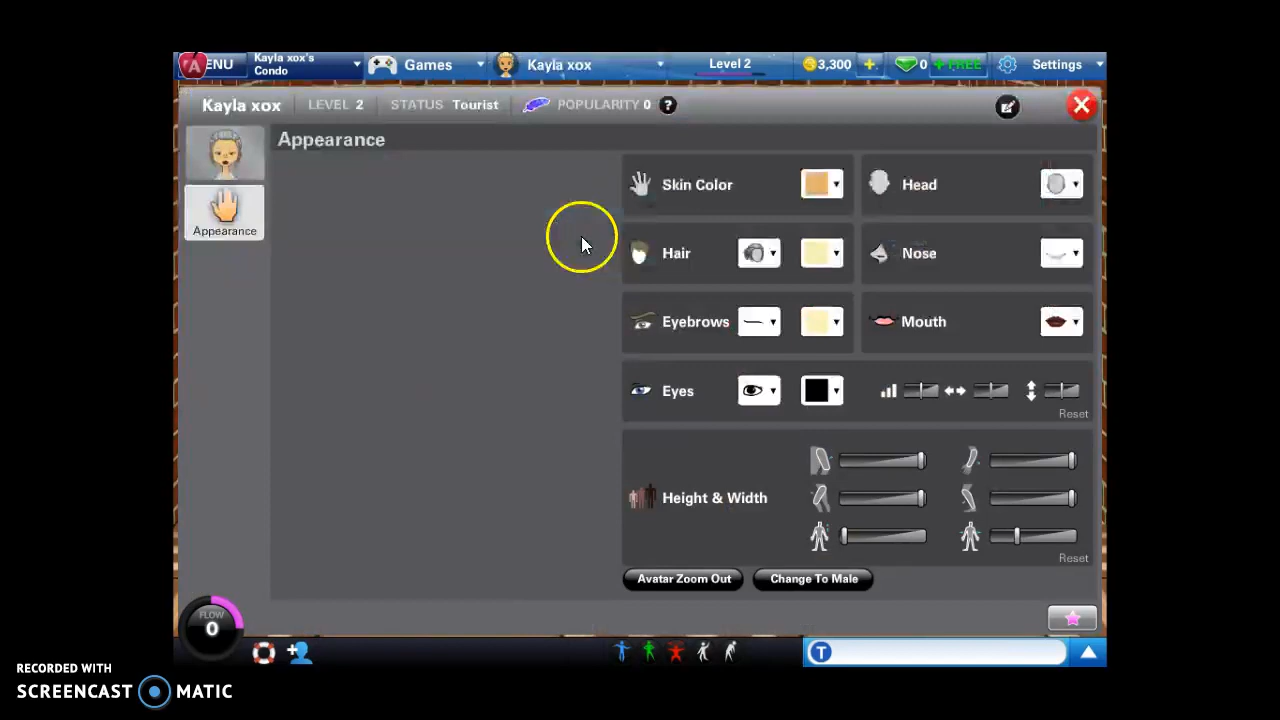 ENU
Kayla xox's
Condo
Games
Kayla xox
Level 2
3,300
+
0
+ FREE
Settings
Kayla xox
LEVEL 2
STATUS Tourist
POPULARITY 0
?
Appearance
Appearance
Skin Color
Head
Hair
Nose
Eyebrows
Mouth
Eyes
Reset
Height & Width
Reset
Avatar Zoom Out
Change To Male
FLOW
0
T
RECORDED WITH
SCREENCAST MATIC